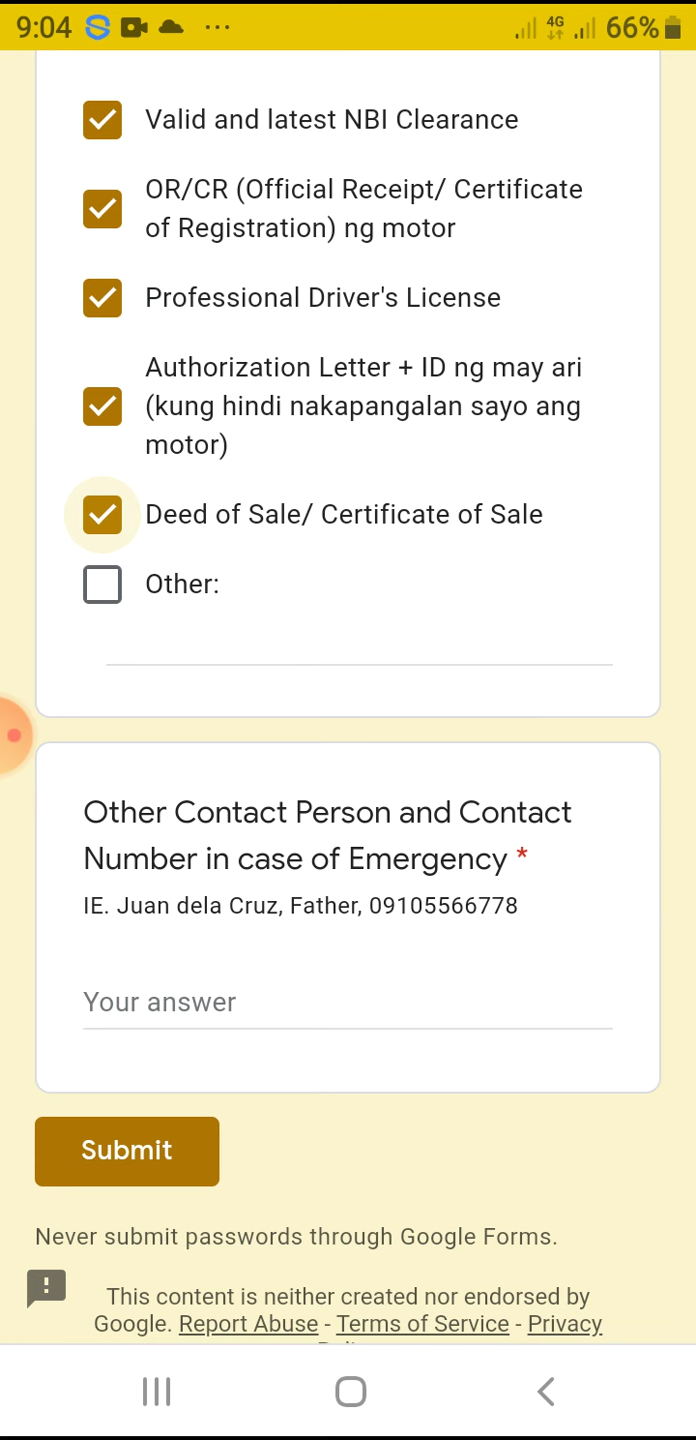 9:04
4G
66%
Valid and latest NBI Clearance
OR/CR (Official Receipt/ Certificate
of Registration) ng motor
Professional Driver's License
Authorization Letter + ID ng may ari
(kung hindi nakapangalan sayo ang
motor)
Deed of Sale/ Certificate of Sale
Other:
Other Contact Person and Contact
Number in case of Emergency *
IE. Juan dela Cruz, Father, 09105566778
Your answer
Submit
Never submit passwords through Google Forms.
This content is neither created nor endorsed by
Google. Report Abuse - Terms of Service - Privacy